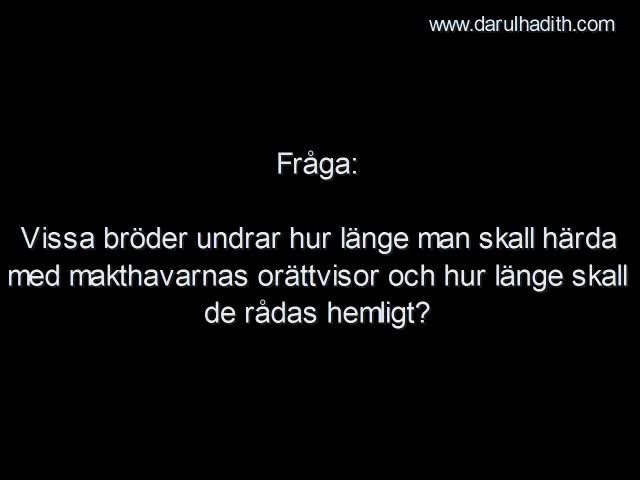 www.darulhadith.com
Fråga:
Vissa bröder undrar hur länge man skall härda
med makthavarnas orättvisor och hur länge skall
de rådas hemligt?